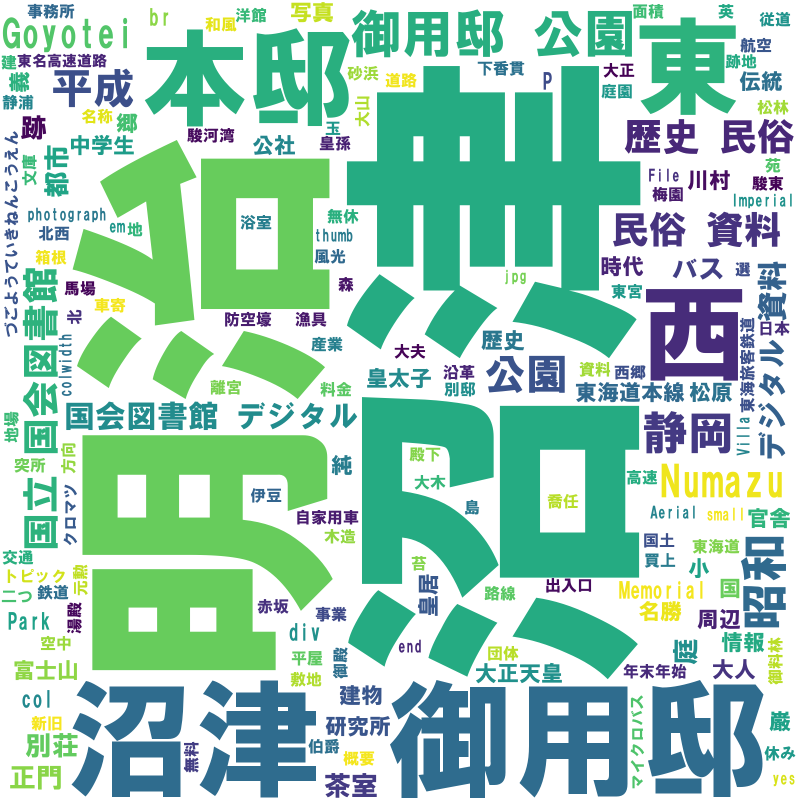 事務所
br
和風
洋館
写真
御用邸 公園
面積
英
従道
Goyotei
本邸
東
航空
建
東名高速道路
砂浜
下香貫
大正
跡地
義
平成
道路
P
庭園
伝統
静浦
名称
大山
松林
跡
郷
駿河湾
玉
歴史 民俗
中学生
公社
皇孫
文庫
都市
苑
File
川村
駿東
梅園
Imperial
づこようていきねんこうえん
photograph
em
地
無休
民俗 資料
北西
浴室
thumb
箱根
風光
時代
バス
選
資料
国会図書館
馬場
北
車寄
森
jpg
東宮
明治
沼津
西
防空壕
漁具
日本
東海旅客鉄道
産業
歴史
大夫
colwidth
離宮
料金
皇太子
沿革
別邸
公園
資料
西郷
東海道本線
松原
デジタル
国会図書館 デジタル
地場
静岡
Villa
突所
方向
純
殿下
国立
クロマツ
伊豆
大木
島
喬任
高速
Numazu
自家用車
木造
Aerial
small
官舎
交通
苔
国土
買上
東海道
トピック
元勲
二つ
鉄道
湯殿
赤坂
事業
皇居
路線
出入口
小
国
昭和
Memorial
名勝
周辺
Park
空中
div
end
団体
庭
情報
富士山
平屋
御殿
大正天皇
年末年始
大人
御料林
敷地
col
沼津
御用邸
建物
マイクロバス
新旧
研究所
厳
別荘
伯爵
概要
休み
無料
正門
茶室
yes